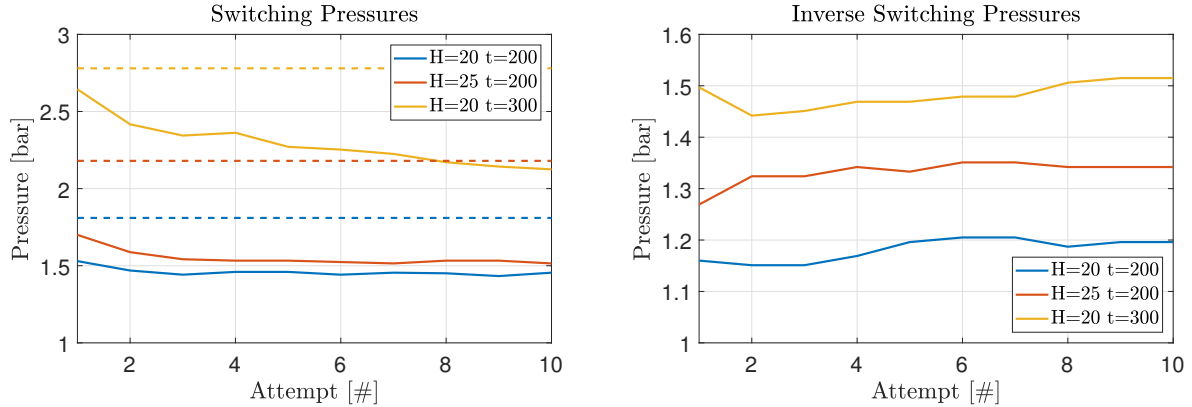 Switching Pressures
3
2.5
2
1.5
1
Pressure [bar]
H=20 t=200
H=25 t=200
H=20 t=300
2 4 6 8 10
Attempt [#]
Inverse Switching Pressures
1.6
1.5
1.4
1.3
1.2
1.1
1
Pressure [bar]
H=20 t=200
H=25 t=200
H=20 t=300
2 4 6 8 10
Attempt [#]